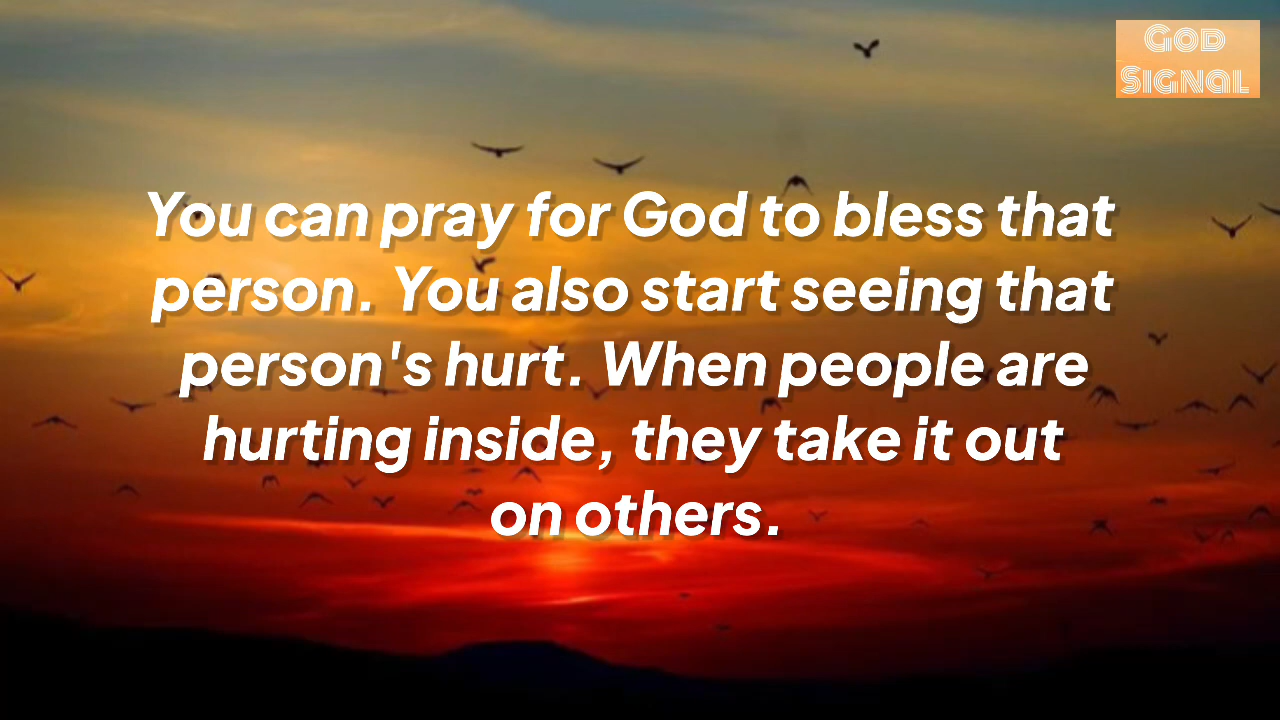 God
Signal
You can pray for God to bless that
person. You also start seeing that
person's hurt. When people are
hurting inside, they take it out
on others.